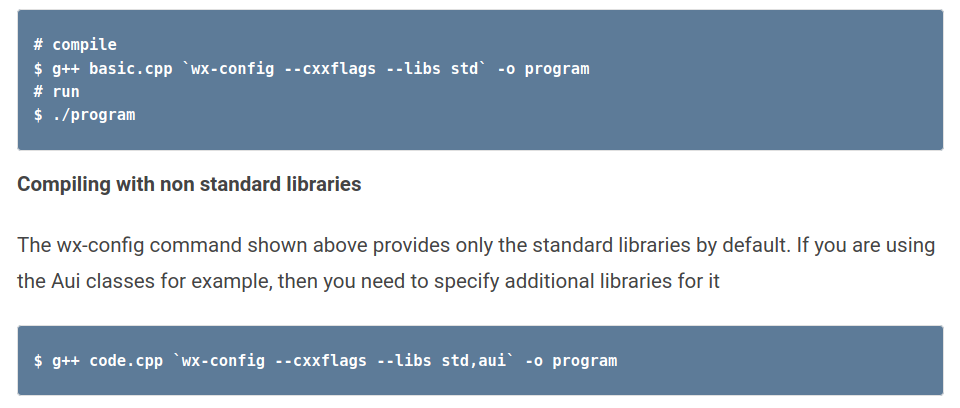 # compile
$ g++ basic.cpp `wx-config --cxxflags --libs std` -o program
# run
$ ./program
Compiling with non standard libraries
The wx-config command shown above provides only the standard libraries by default. If you are using
the Aui classes for example, then you need to specify additional libraries for it
$ g++ code.cpp `wx-config --cxxflags --libs std,aui` -o program